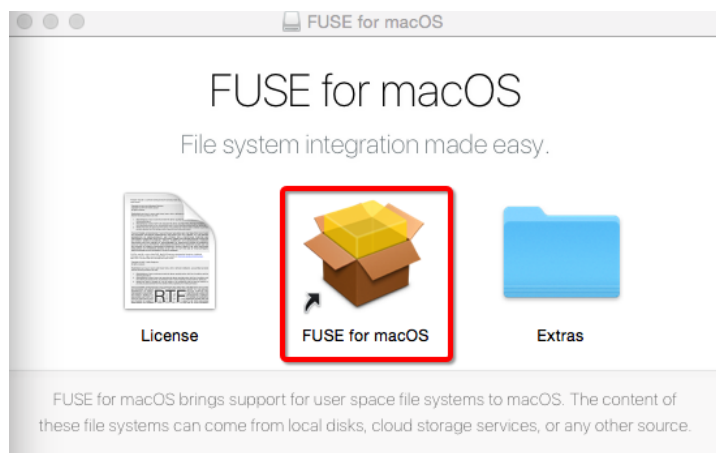 FUSE for macOS
FUSE for macOS
File system integration made easy.
RTF
License
FUSE for macOS
Extras
FUSE for macOS brings support for user space file systems to macOS. The content of
these file systems can come from local disks, cloud storage services, or any other source.